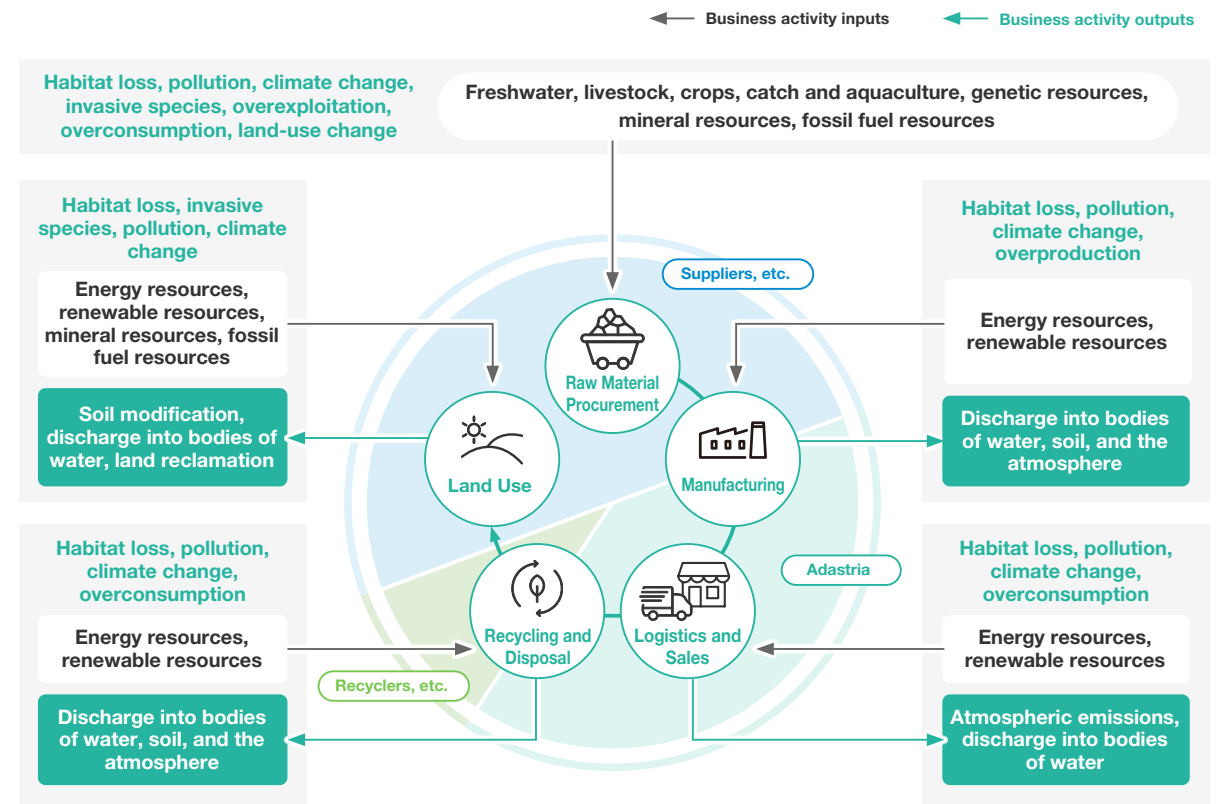 Business activity inputs
Business activity outputs
Habitat loss, pollution, climate change,
invasive species, overexploitation,
overconsumption, land-use change
Freshwater, livestock, crops, catch and aquaculture, genetic resources,
mineral resources, fossil fuel resources
Habitat loss, invasive
species, pollution, climate
change
Energy resources,
renewable resources,
mineral resources, fossil
fuel resources
Soil modification,
discharge into bodies of
water, land reclamation
Habitat loss, pollution,
climate change,
overproduction
Energy resources,
renewable resources
Discharge into bodies
of water, soil, and the
atmosphere
Suppliers, etc.
Raw Material
Procurement
Land Use
Manufacturing
Adastria
Recycling and
Disposal
Logistics and
Sales
Recyclers, etc.
Habitat loss, pollution,
climate change,
overconsumption
Energy resources,
renewable resources
Discharge into bodies
of water, soil, and the
atmosphere
Habitat loss, pollution,
climate change,
overconsumption
Energy resources,
renewable resources
Atmospheric emissions,
discharge into bodies
of water